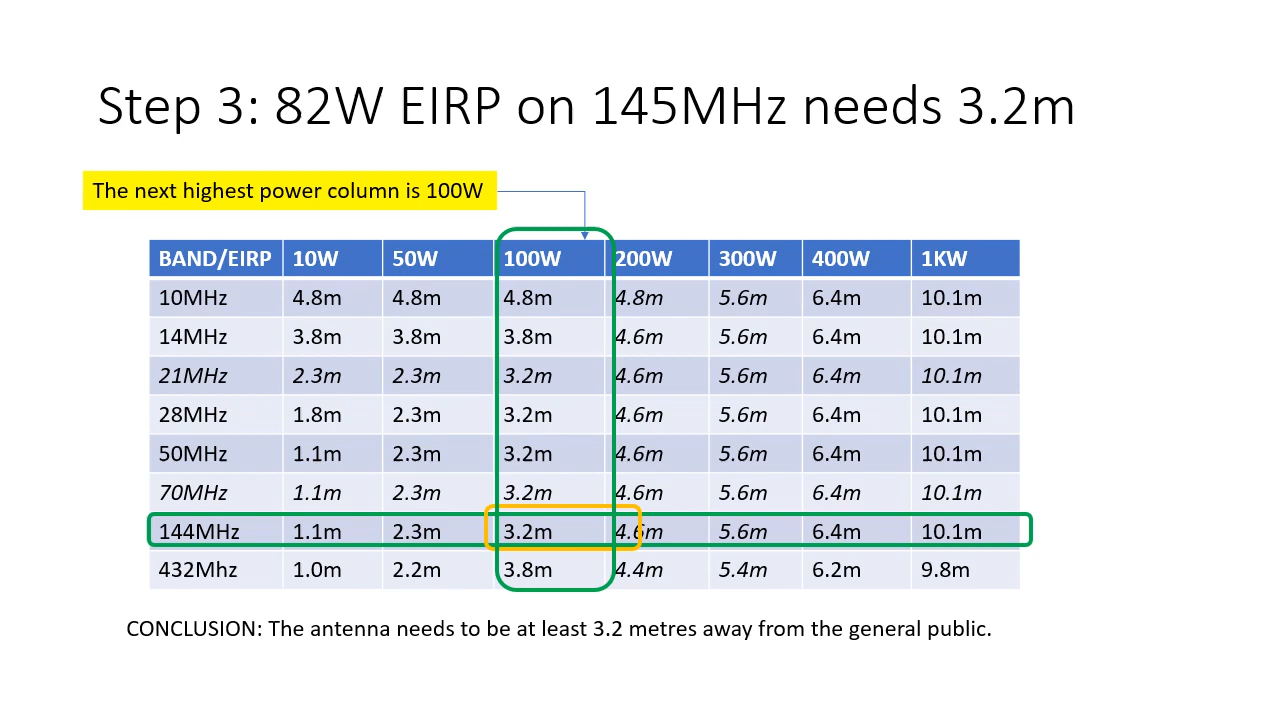 Step 3: 82W EIRP on 145MHz needs 3.2m
The next highest power column is 100W
BAND/EIRP 10W 50W 100W 200W 300W 400W 1KW
10MHz 4.8m 4.8m 4.8m 4.8m 5.6m 6.4m 10.1m
14MHz 3.8m 3.8m 3.8m 4.6m 5.6m 6.4m 10.1m
21MHz 2.3m 2.3m 3.2m 4.6m 5.6m 6.4m 10.1m
28MHz 1.8m 2.3m 3.2m 4.6m 5.6m 6.4m 10.1m
50MHz 1.1m 2.3m 3.2m 4.6m 5.6m 6.4m 10.1m
70MHz 1.1m 2.3m 3.2m 4.6m 5.6m 6.4m 10.1m
144MHz 1.1m 2.3m 3.2m 4.6m 5.6m 6.4m 10.1m
432Mhz 1.0m 2.2m 3.8m 4.4m 5.4m 6.2m 9.8m
CONCLUSION: The antenna needs to be at least 3.2 metres away from the general public.